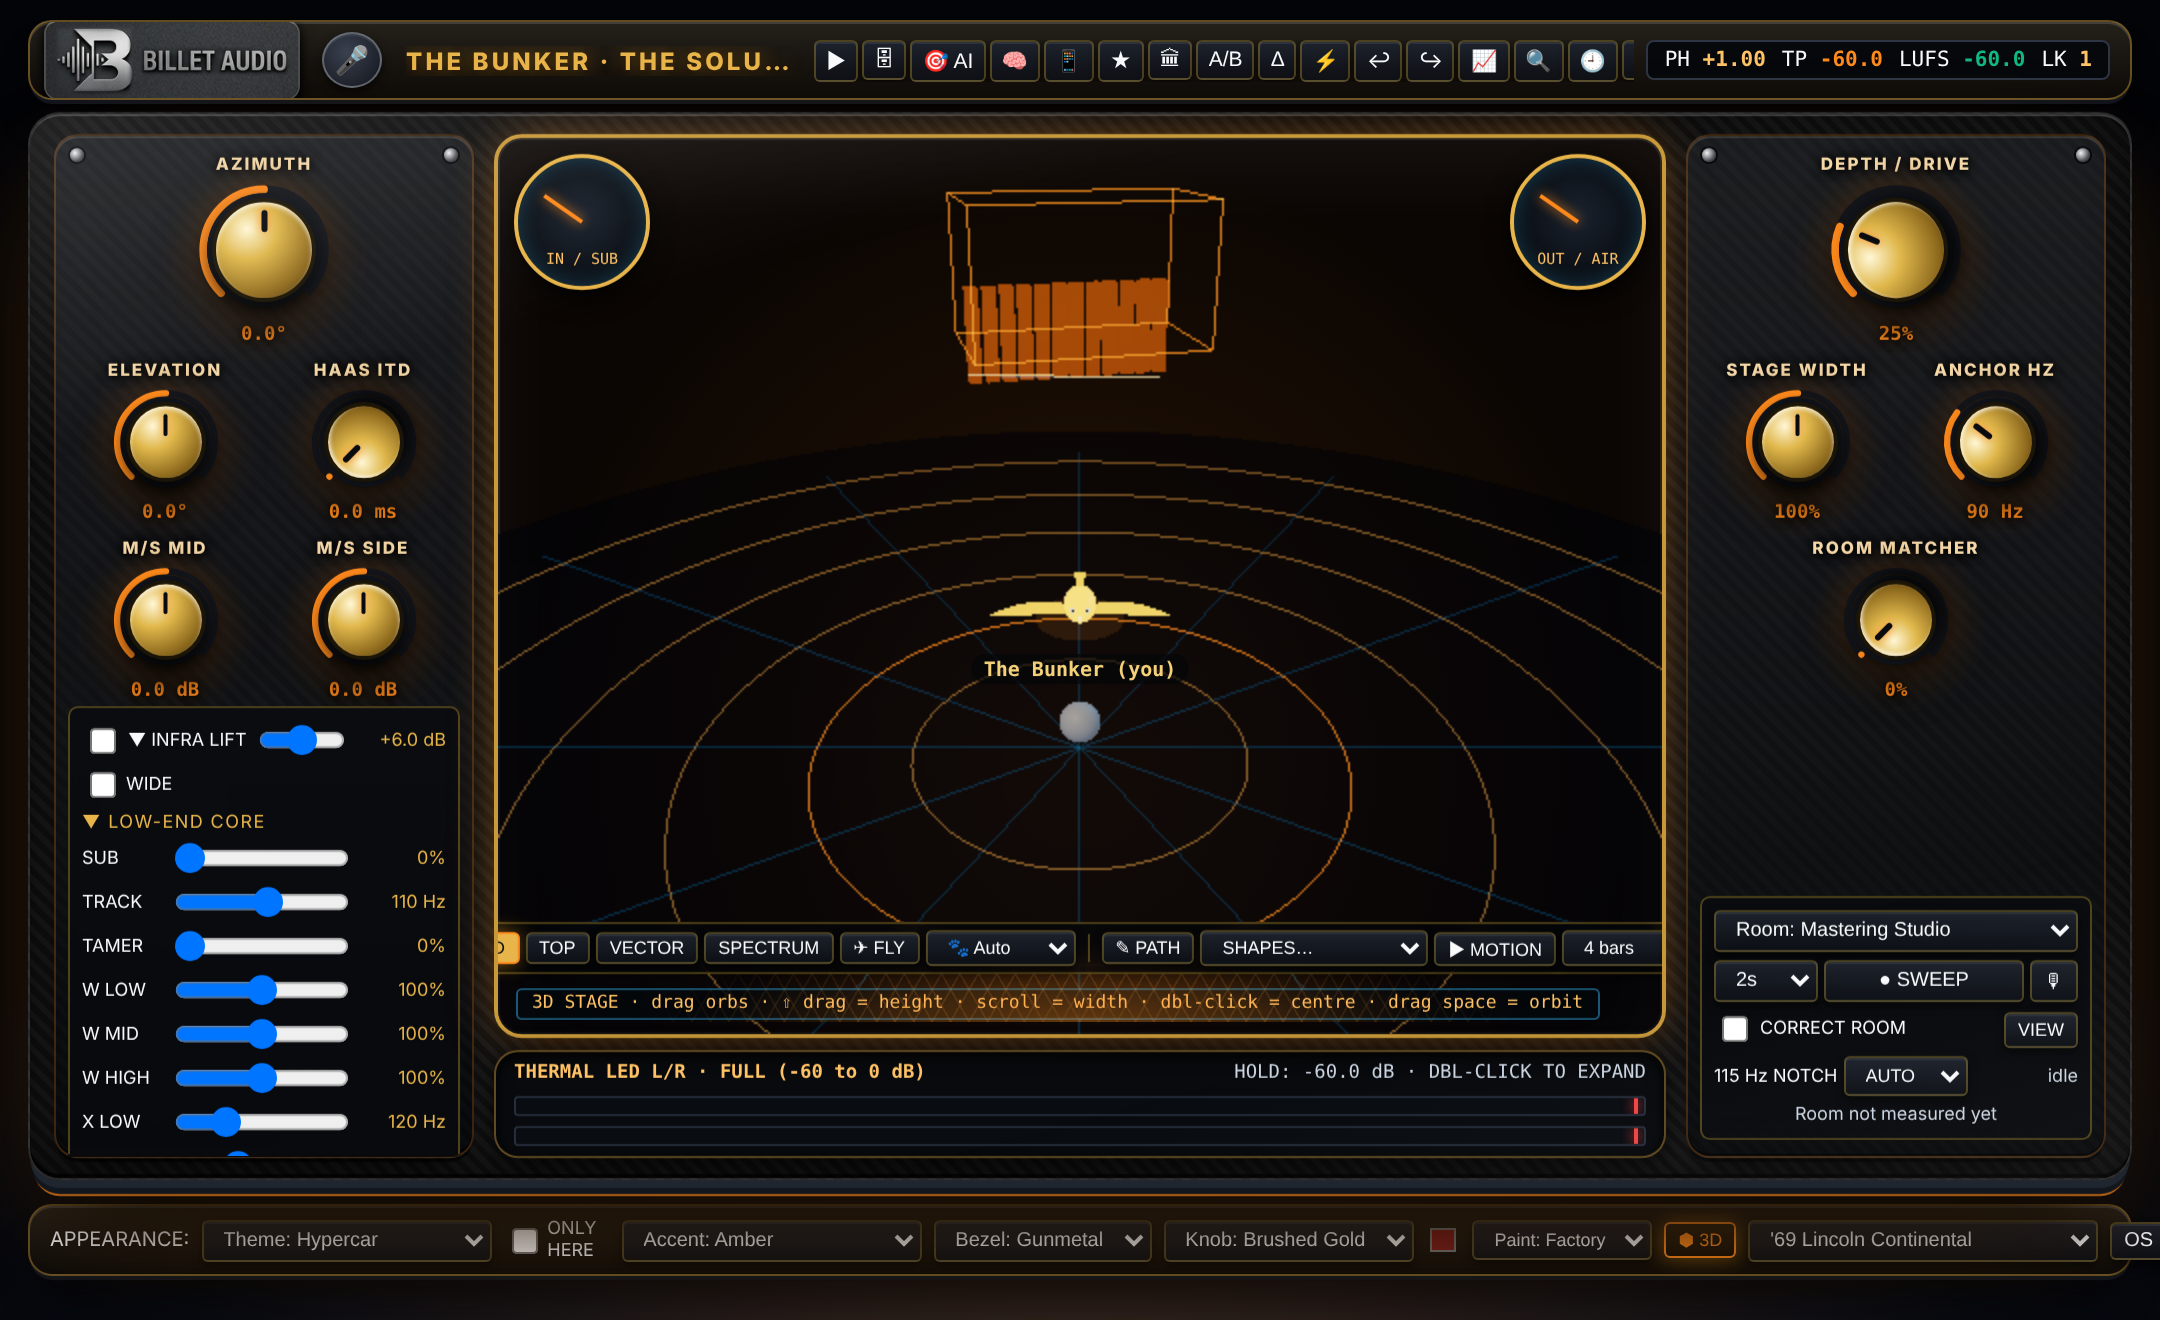 BILLET AUDIO
THE BUNKER · THE SOLU...
AI
A/B
Δ
PH +1.00 TP -60.0 LUFS -60.0 LK 1
AZIMUTH
0.0°
ELEVATION
HAAS ITD
0.0°
0.0 ms
M/S MID
M/S SIDE
0.0 dB
0.0 dB
▼ INFRA LIFT
+6.0 dB
WIDE
▼ LOW-END CORE
SUB
0%
TRACK
110 Hz
TAMER
0%
W LOW
100%
W MID
100%
W HIGH
100%
X LOW
120 Hz
IN / SUB
OUT / AIR
The Bunker (you)
TOP
VECTOR
SPECTRUM
✈ FLY
🐾 Auto
✎ PATH
SHAPES...
▶ MOTION
4 bars
3D STAGE · drag orbs · ⇧ drag = height · scroll = width · dbl-click = centre · drag space = orbit
THERMAL LED L/R · FULL (-60 to 0 dB)
HOLD: -60.0 dB · DBL-CLICK TO EXPAND
DEPTH / DRIVE
25%
STAGE WIDTH
ANCHOR HZ
100%
90 Hz
ROOM MATCHER
0%
Room: Mastering Studio
2s
● SWEEP
CORRECT ROOM
VIEW
115 Hz NOTCH
AUTO
idle
Room not measured yet
APPEARANCE:
Theme: Hypercar
ONLY
HERE
Accent: Amber
Bezel: Gunmetal
Knob: Brushed Gold
Paint: Factory
⬢ 3D
'69 Lincoln Continental
OS